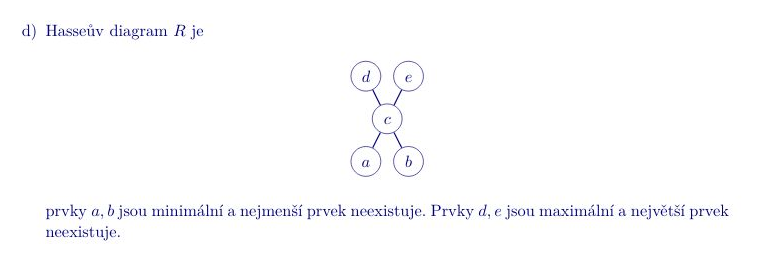 d) Hasseův diagram R je
d e
c
a b
prvky a, b jsou minimální a nejmenší prvek neexistuje. Prvky d, e jsou maximální a největší prvek
neexistuje.